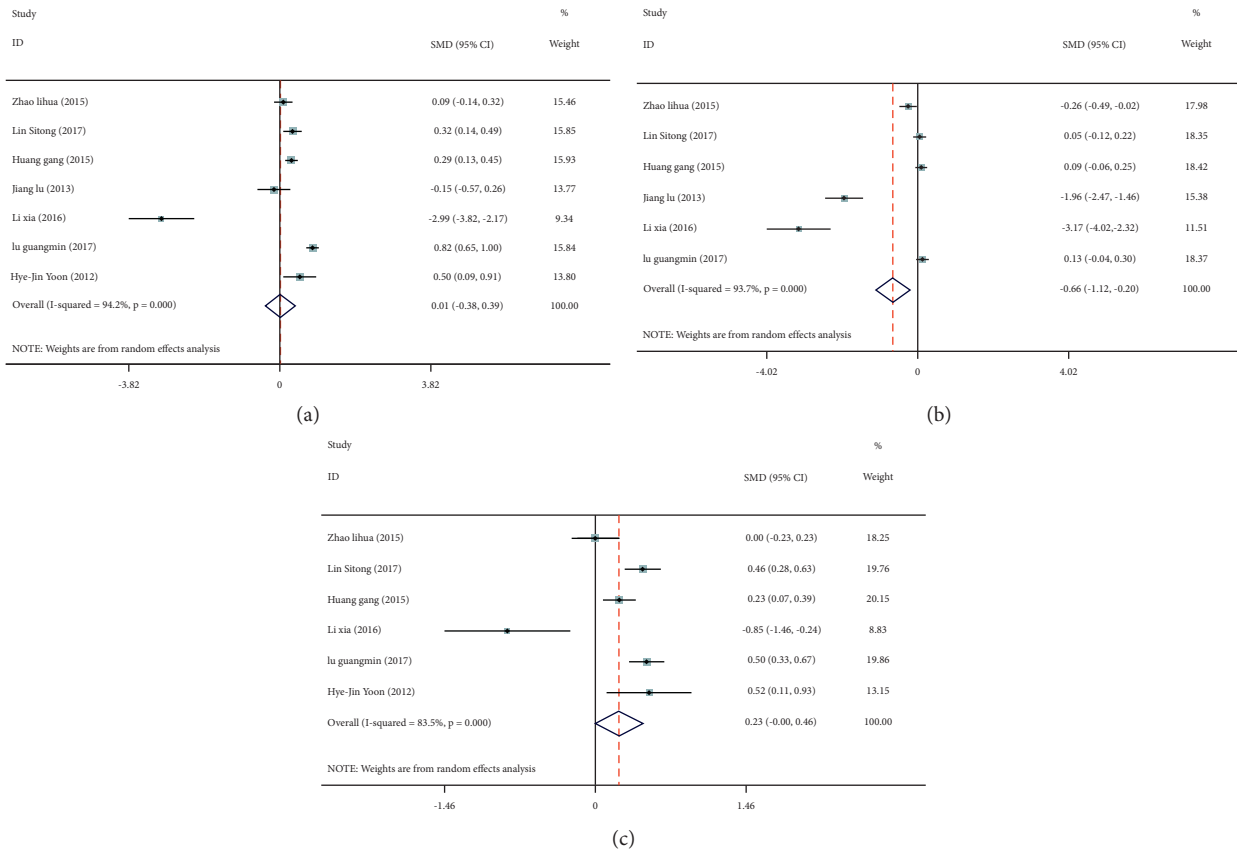 Study %
ID SMD (95% CI) Weight
Zhao lihua (2015) 0.09 (-0.14, 0.32) 15.46
Lin Sitong (2017) 0.32 (0.14, 0.49) 15.85
Huang gang (2015) 0.29 (0.13, 0.45) 15.93
Jiang lu (2013) -0.15 (-0.57, 0.26) 13.77
Li xia (2016) -2.99 (-3.82, -2.17) 9.34
lu guangmin (2017) 0.82 (0.65, 1.00) 15.84
Hye-Jin Yoon (2012) 0.50 (0.09, 0.91) 13.80
Overall (I-squared = 94.2%, p = 0.000) 0.01 (-0.38, 0.39) 100.00
NOTE: Weights are from random effects analysis
-3.82 0 3.82
(a)
Study %
ID SMD (95% CI) Weight
Zhao lihua (2015) -0.26 (-0.49, -0.02) 17.98
Lin Sitong (2017) 0.05 (-0.12, 0.22) 18.35
Huang gang (2015) 0.09 (-0.06, 0.25) 18.42
Jiang lu (2013) -1.96 (-2.47, -1.46) 15.38
Li xia (2016) -3.17 (-4.02,-2.32) 11.51
lu guangmin (2017) 0.13 (-0.04, 0.30) 18.37
Overall (I-squared = 93.7%, p = 0.000) -0.66 (-1.12, -0.20) 100.00
NOTE: Weights are from random effects analysis
-4.02 0 4.02
(b)
Study %
ID SMD (95% CI) Weight
Zhao lihua (2015) 0.00 (-0.23, 0.23) 18.25
Lin Sitong (2017) 0.46 (0.28, 0.63) 19.76
Huang gang (2015) 0.23 (0.07, 0.39) 20.15
Li xia (2016) -0.85 (-1.46, -0.24) 8.83
lu guangmin (2017) 0.50 (0.33, 0.67) 19.86
Hye-Jin Yoon (2012) 0.52 (0.11, 0.93) 13.15
Overall (I-squared = 83.5%, p = 0.000) 0.23 (-0.00, 0.46) 100.00
NOTE: Weights are from random effects analysis
-1.46 0 1.46
(c)